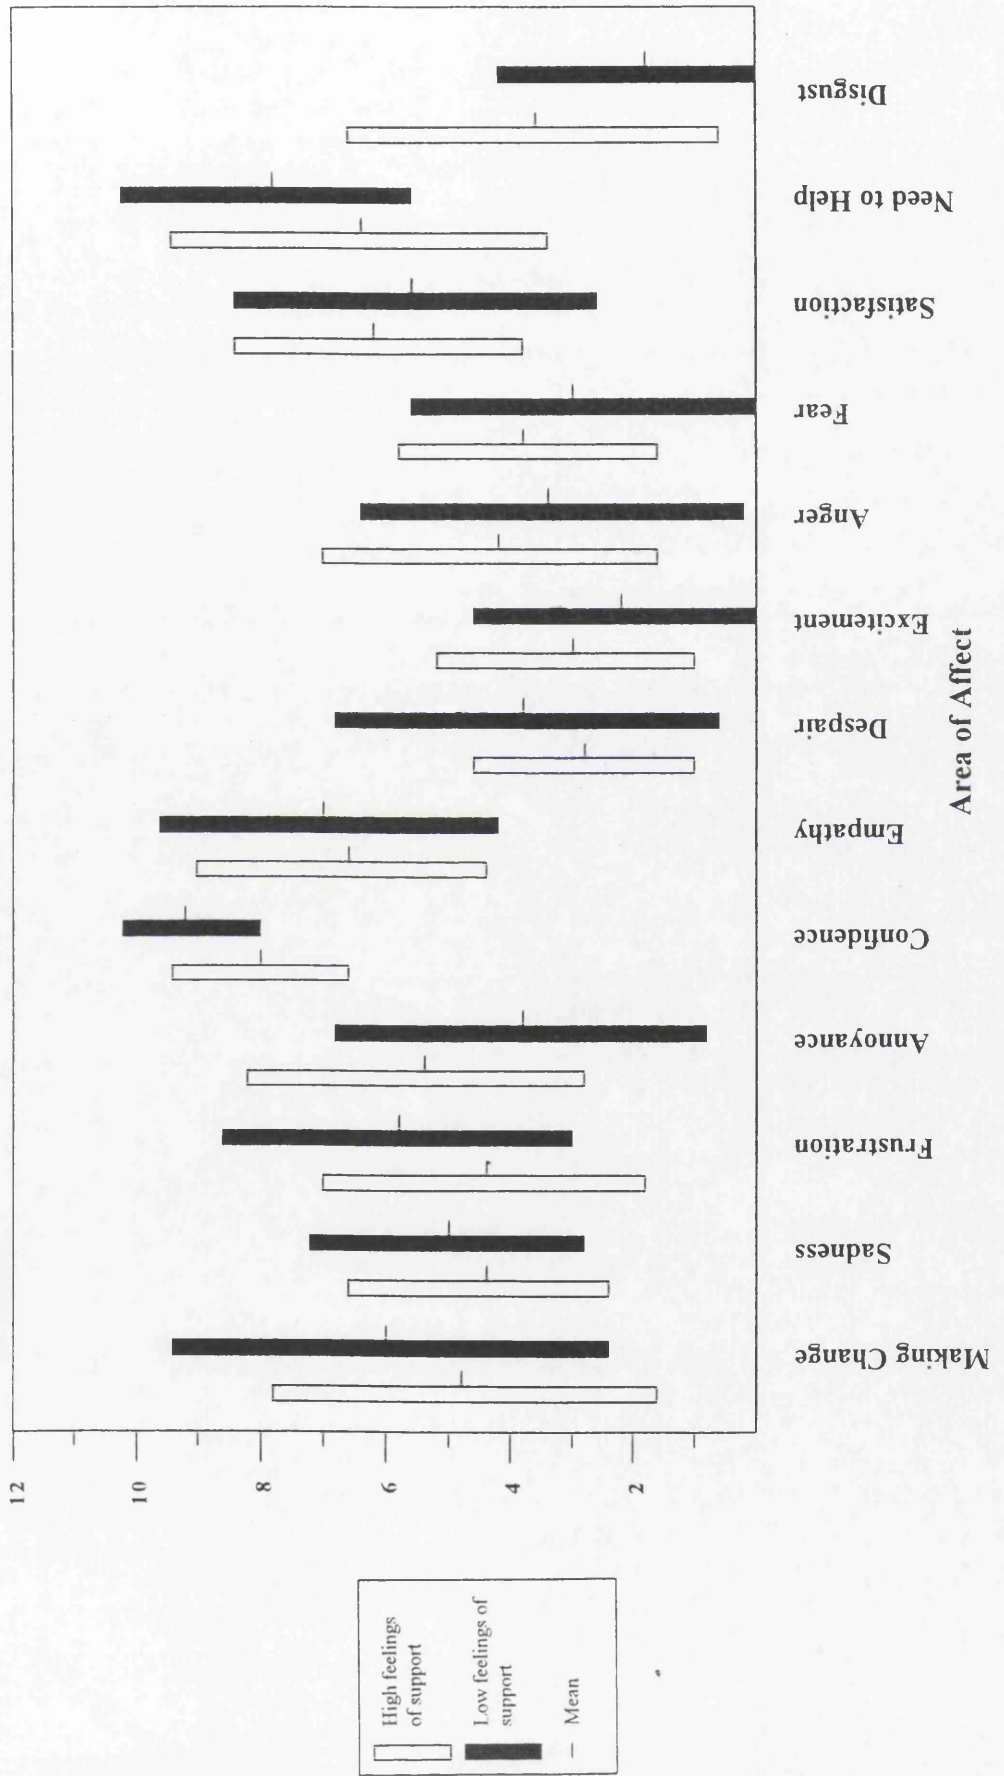 12
10
8
6
4
2
Making Change
Sadness
Frustration
Annoyance
Confidence
Empathy
Despair
Excitement
Anger
Fear
Satisfaction
Need to Help
Disgust
Area of Affect
High feelings
of support
Low feelings of
support
Mean